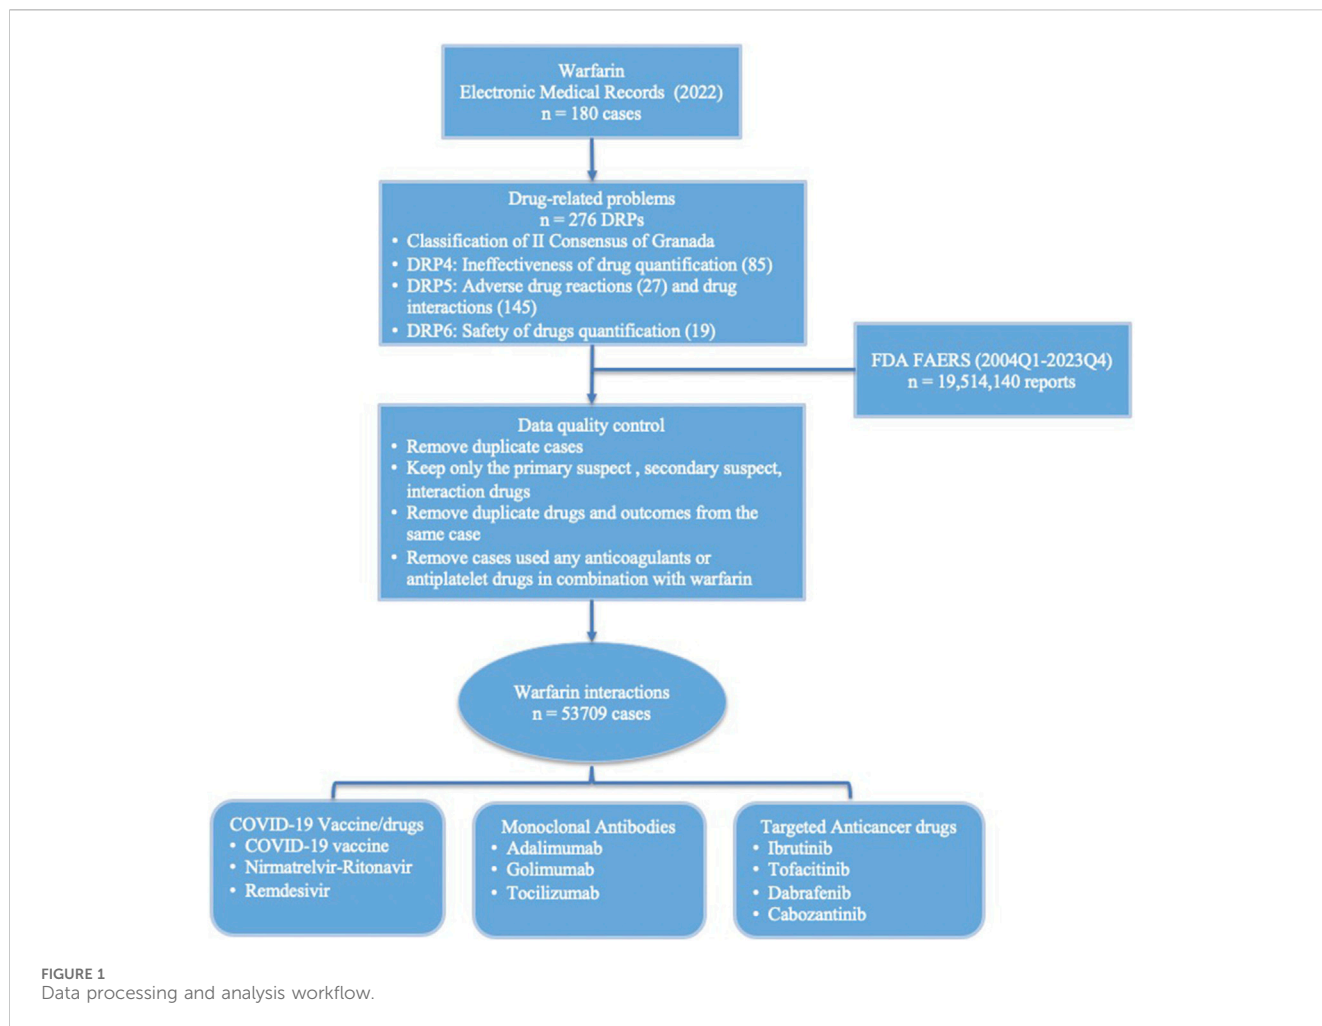 Warfarin
Electronic Medical Records (2022)
n = 180 cases
Drug-related problems
n = 276 DRPs
• Classification of II Consensus of Granada
• DRP4: Ineffectiveness of drug quantification (85)
• DRP5: Adverse drug reactions (27) and drug
interactions (145)
• DRP6: Safety of drugs quantification (19)
FDA FAERS (2004Q1-2023Q4)
n = 19,514,140 reports
Data quality control
• Remove duplicate cases
• Keep only the primary suspect , secondary suspect,
interaction drugs
• Remove duplicate drugs and outcomes from the
same case
• Remove cases used any anticoagulants or
antiplatelet drugs in combination with warfarin
Warfarin interactions
n = 53709 cases
COVID-19 Vaccine/drugs
• COVID-19 vaccine
• Nirmatrelvir-Ritonavir
• Remdesivir
Monoclonal Antibodies
• Adalimumab
• Golimumab
• Tocilizumab
Targeted Anticancer drugs
• Ibrutinib
• Tofacitinib
• Dabrafenib
• Cabozantinib
FIGURE 1
Data processing and analysis workflow.